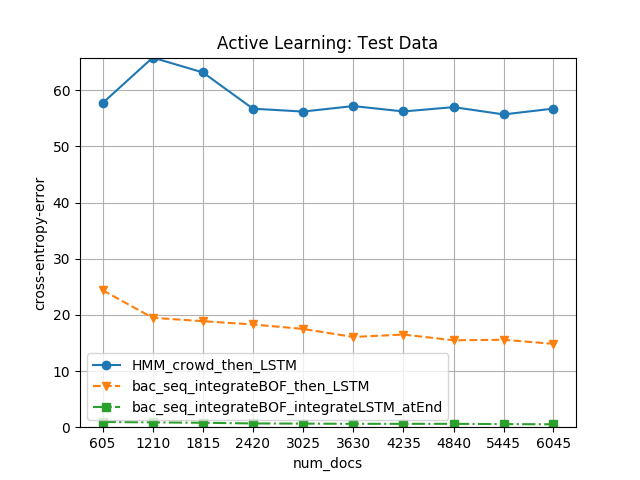 Active Learning: Test Data
cross-entropy-error
60
50
40
30
20
10
0
HMM_crowd_then_LSTM
bac_seq_integrateBOF_then_LSTM
bac_seq_integrateBOF_integrateLSTM_atEnd
605 1210 1815 2420 3025 3630 4235 4840 5445 6045
num_docs